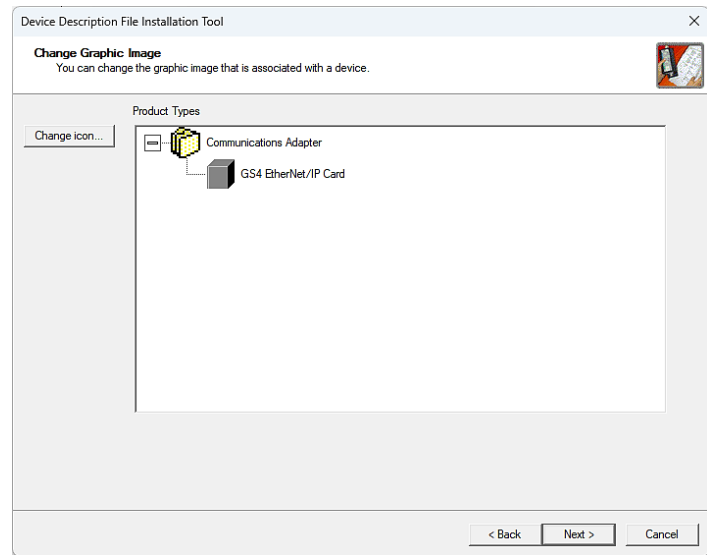 Device Description File Installation Tool
Change Graphic Image
You can change the graphic image that is associated with a device.
Product Types
Change icon...
Communications Adapter
GS4 EtherNet/IP Card
< Back
Next >
Cancel